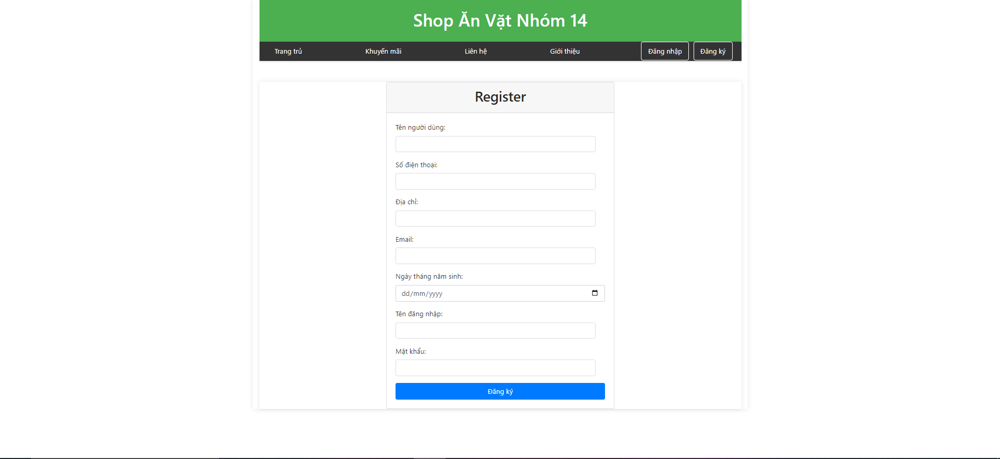 Shop Ăn Vặt Nhóm 14
Trang trủ Khuyến mãi Liên hệ Giới thiệu Đăng nhập Đăng ký
Register
Tên người dùng:
Số điện thoại:
Địa chỉ:
Email:
Ngày tháng năm sinh:
dd/mm/yyyy
Tên đăng nhập:
Mật khẩu:
Đăng ký